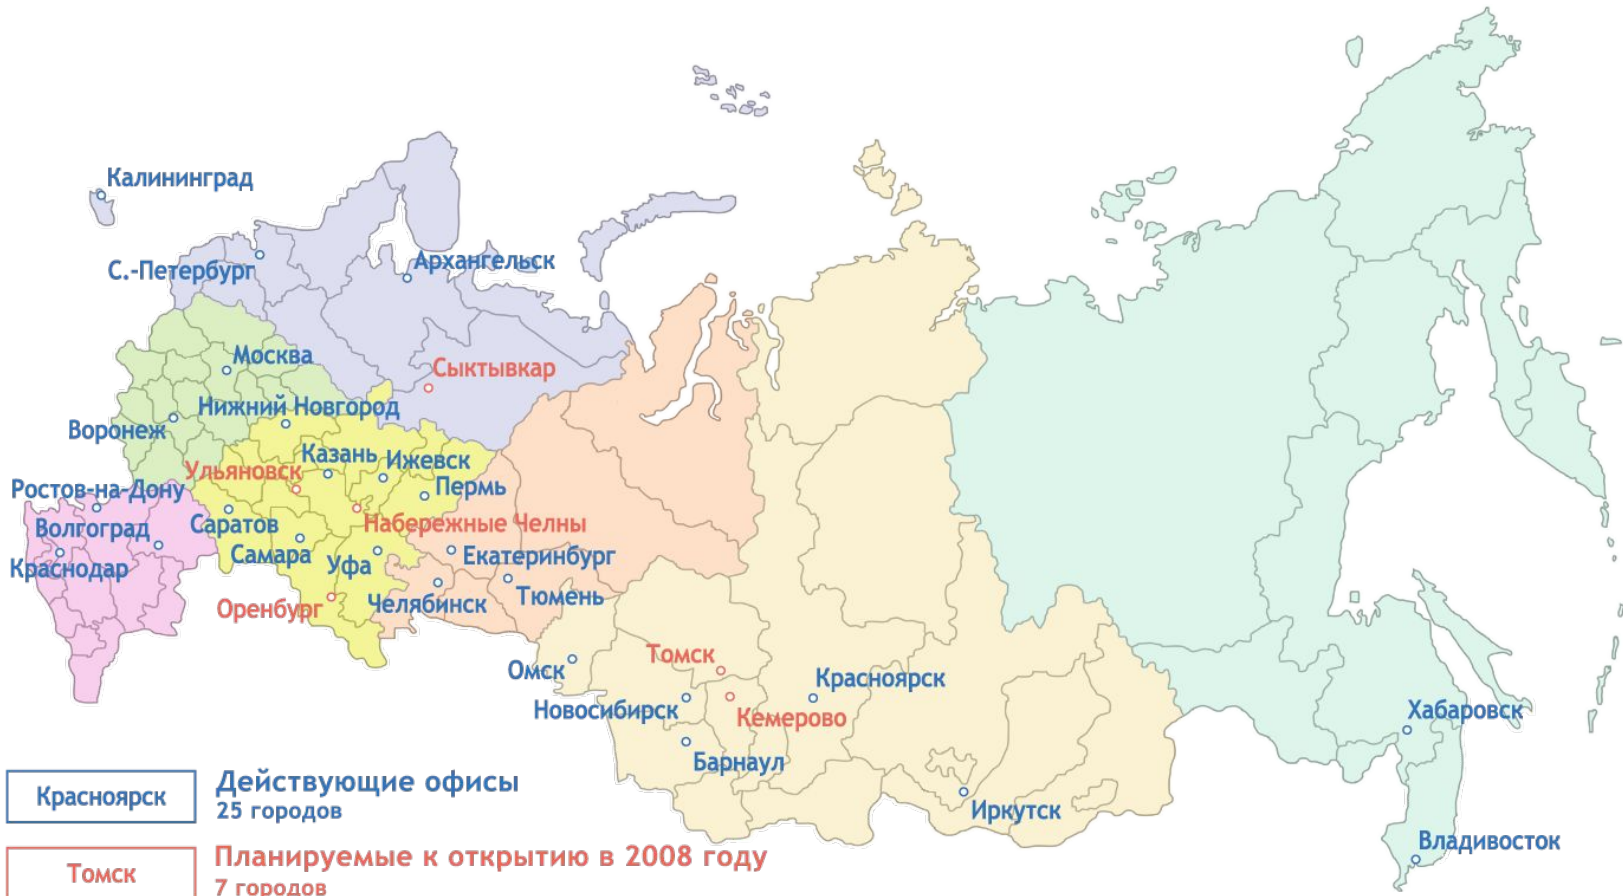 Калининград
С.-Петербург
Архангельск
Москва
Сыктывкар
Нижний Новгород
Воронеж
Казань
Ижевск
Ульяновск
Пермь
Ростов-на-Дону
Волгоград
Саратов
Набережные Челны
Самара
Уфа
Екатеринбург
Краснодар
Оренбург
Челябинск
Тюмень
Омск
Томск
Красноярск
Новосибирск
Кемерово
Хабаровск
Барнаул
Иркутск
Владивосток
Красноярск
Действующие офисы
25 городов
Томск
Планируемые к открытию в 2008 году
7 городов